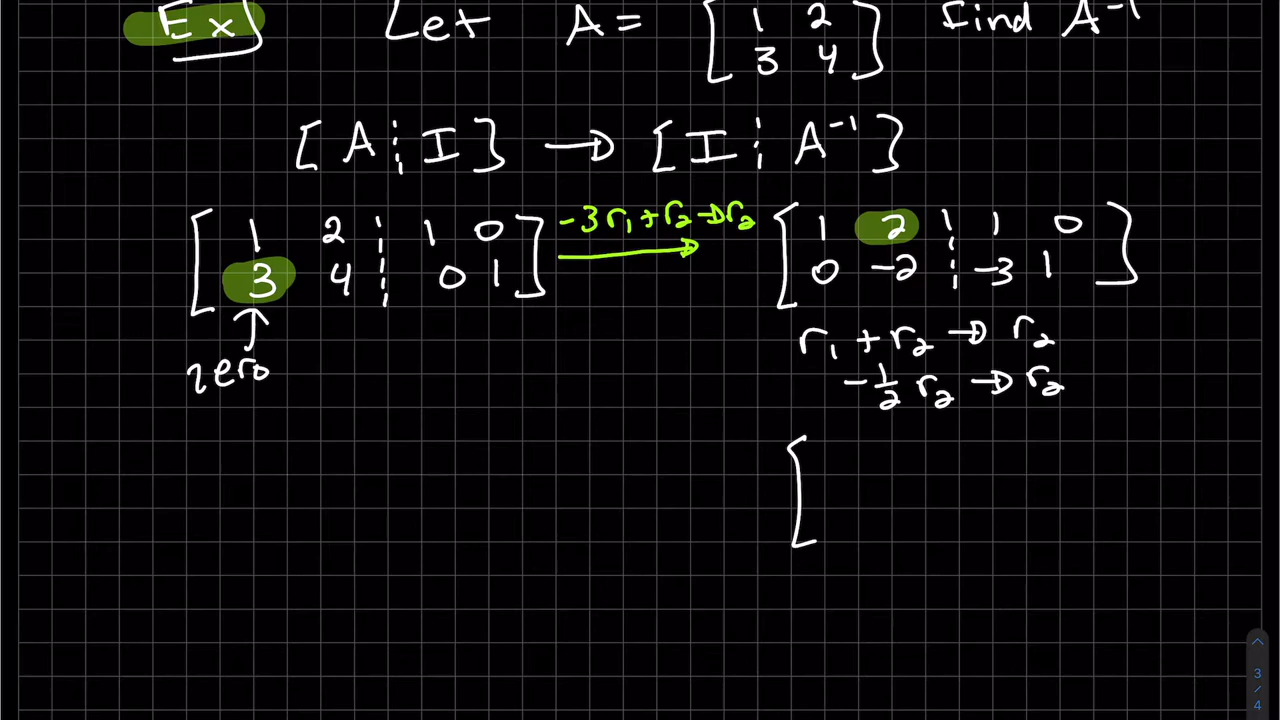 Ex Let A = [ 1 2 Find A⁻¹
3 4 ]
[ A ¦ I ] → [ I ¦ A⁻¹ ]
[ 1 2 ¦ 1 0 ] -3r₁ + r₂ → r₂ [ 1 2 ¦ 1 0 ]
[ 3 4 ¦ 0 1 ] [ 0 -2 ¦ -3 1 ]
↑ r₁ + r₂ → r₂
zero -1/2 r₂ → r₂
[
3
/
4